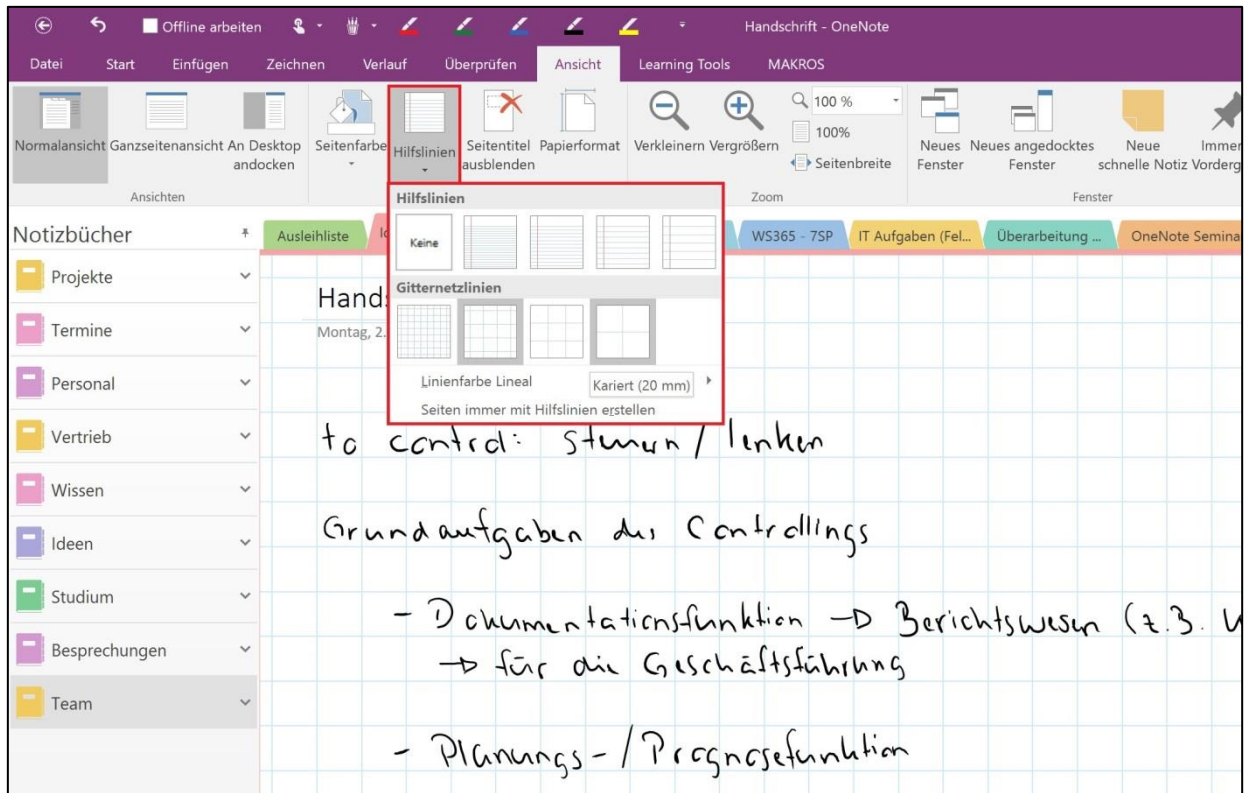 Offline arbeiten
Handschrift - OneNote
Datei Start Einfügen Zeichnen Verlauf Überprüfen Ansicht Learning Tools MAKROS
Normalansicht Ganzseitenansicht An Desktop andocken
Seitenfarbe Hilfslinien Seitentitel ausblenden Papierformat
Verkleinern Vergrößern
100 %
100%
Seitenbreite
Neues Fenster Neues angedocktes Fenster Neue schnelle Notiz Immer Vorderg
Ansichten Zoom Fenster
Hilfslinien
Keine
Gitternetzlinien
Linienfarbe Lineal
Kariert (20 mm)
Seiten immer mit Hilfslinien erstellen
Notizbücher
Ausleihliste WS365 - 7SP IT Aufgaben (Fel... Überarbeitung ... OneNote Semina
Projekte
Termine
Personal
Vertrieb
Wissen
Ideen
Studium
Besprechungen
Team
Hands
Montag, 2.
to control: steuern / lenken
Grundaufgaben des Controllings
- Dokumentationsfunktion → Berichtswesen (z.B.
→ für die Geschäftsführung
- Planungs-/Prognosefunktion